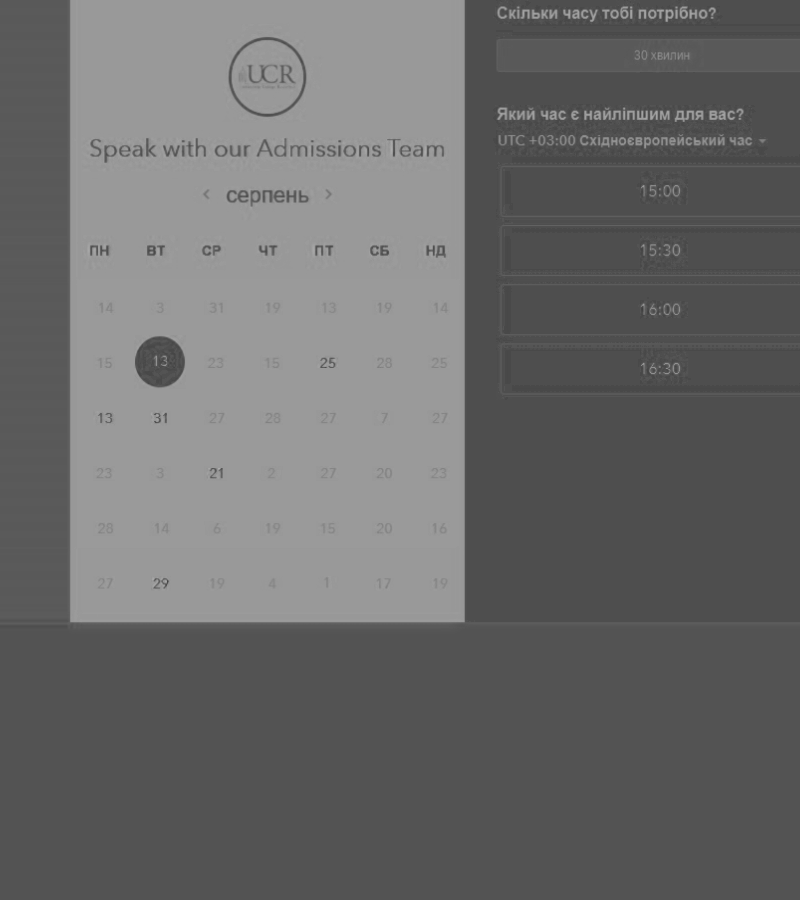 UCR
Speak with our Admissions Team
< серпень >
ПН ВТ СР ЧТ ПТ СБ НД
14 3 31 19 13 19 14
15 13 23 15 25 28 25
13 31 27 28 27 7 27
23 3 21 2 27 20 23
28 14 6 19 15 20 16
27 29 19 4 1 17 19
Скільки часу тобі потрібно?
30 хвилин
Який час є найліпшим для вас?
UTC +03:00 Східноєвропейський час
15:00
15:30
16:00
16:30